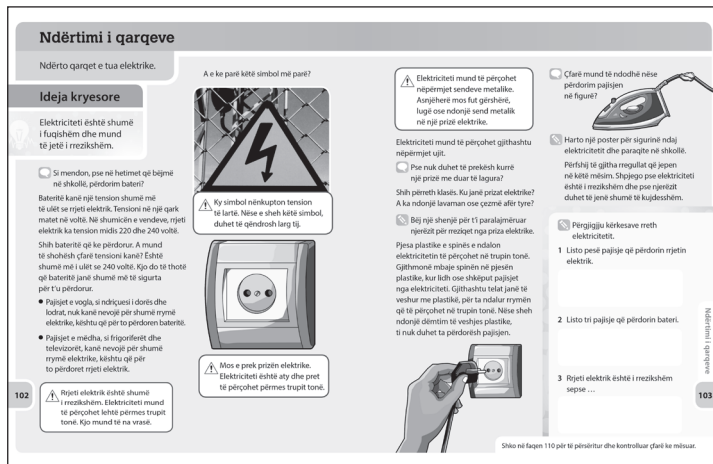 Ndërtimi i qarqeve
Ndërto qarqet e tua elektrike.
Ideja kryesore
Elektriciteti është shumë
i fuqishëm dhe mund
të jetë i rrezikshëm.
Si mendon, pse në hetimet që bëjmë
në shkollë, përdorim bateri?
Bateritë kanë një tension shumë më
të ulët se rrjeti elektrik. Tensioni në një qark
matet në voltë. Në shumicën e vendeve, rrjeti
elektrik ka tension midis 220 dhe 240 voltë.
Shih bateritë që ke përdorur. A mund
të shohësh çfarë tensioni kanë? Është
shumë më i ulët se 240 voltë. Kjo do të thotë
që bateritë janë shumë më të sigurta
për t'u përdorur.
● Pajisjet e vogla, si ndriçuesi i dorës dhe
lodrat, nuk kanë nevojë për shumë rrymë
elektrike, kështu që për to përdoren bateritë.
● Pajisjet e mëdha, si frigoriferët dhe
televizorët, kanë nevojë për shumë
rrymë elektrike, kështu që për
to përdoret rrjeti elektrik.
Rrjeti elektrik është shumë
i rrezikshëm. Elektriciteti mund
të përçohet lehtë përmes trupit
tonë. Kjo mund të na vrasë.
102
A e ke parë këtë simbol më parë?
Ky simbol nënkupton tension
të lartë. Nëse e sheh këtë simbol,
duhet të qëndrosh larg tij.
Mos e prek prizën elektrike.
Elektriciteti është aty dhe pret
të përçohet përmes trupit tonë.
Elektriciteti mund të përçohet
nëpërmjet sendeve metalike.
Asnjëherë mos fut gërshërë,
lugë ose ndonjë send metalik
në një prizë elektrike.
Elektriciteti mund të përçohet gjithashtu
nëpërmjet ujit.
Pse nuk duhet të prekësh kurrë
një prizë me duar të lagura?
Shih përreth klasës. Ku janë prizat elektrike?
A ka ndonjë lavaman ose çezmë afër tyre?
Bëj një shenjë për t'i paralajmëruar
njerëzit për rreziqet nga priza elektrike.
Pjesa plastike e spinës e ndalon
elektricitetin të përçohet në trupin tonë.
Gjithmonë mbaje spinën në pjesën
plastike, kur lidh ose shkëput pajisjet
nga elektriciteti. Gjithashtu telat janë të
veshur me plastikë, për ta ndalur rrymën
që të përçohet në trupin tonë. Nëse sheh
ndonjë dëmtim të veshjes plastike,
ti nuk duhet ta përdorësh pajisjen.
Çfarë mund të ndodhë nëse
përdorim pajisjen
në figurë?
Harto një poster për sigurinë ndaj
elektricitetit dhe paraqite në shkollë.
Përfshij të gjitha rregullat që jepen
në këtë mësim. Shpjego pse elektriciteti
është i rrezikshëm dhe pse njerëzit
duhet të jenë shumë të kujdesshëm.
Përgjigju kërkesave rreth
elektricitetit.
1 Listo pesë pajisje që përdorin rrjetin
elektrik.
2 Listo tri pajisje që përdorin bateri.
3 Rrjeti elektrik është i rrezikshëm
sepse …
Ndërtimi i qarqeve
103
Shko në faqen 110 për të përsëritur dhe kontrolluar çfarë ke mësuar.